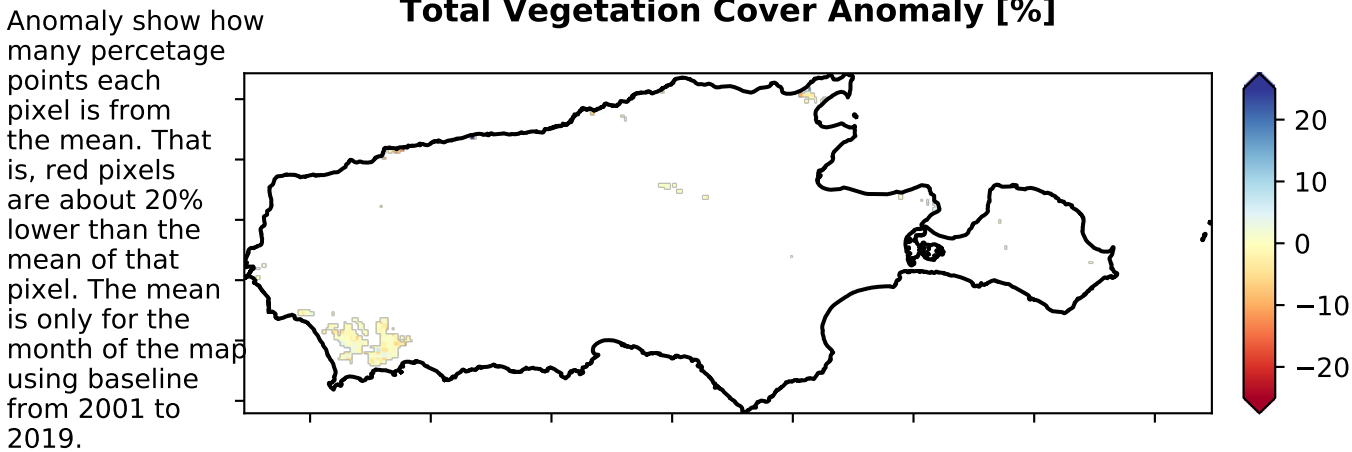 Total Vegetation Cover Anomaly [%]
Anomaly show how
many percetage
points each
pixel is from
the mean. That
is, red pixels
are about 20%
lower than the
mean of that
pixel. The mean
is only for the
month of the map
using baseline
from 2001 to
2019.
20
10
0
−10
−20